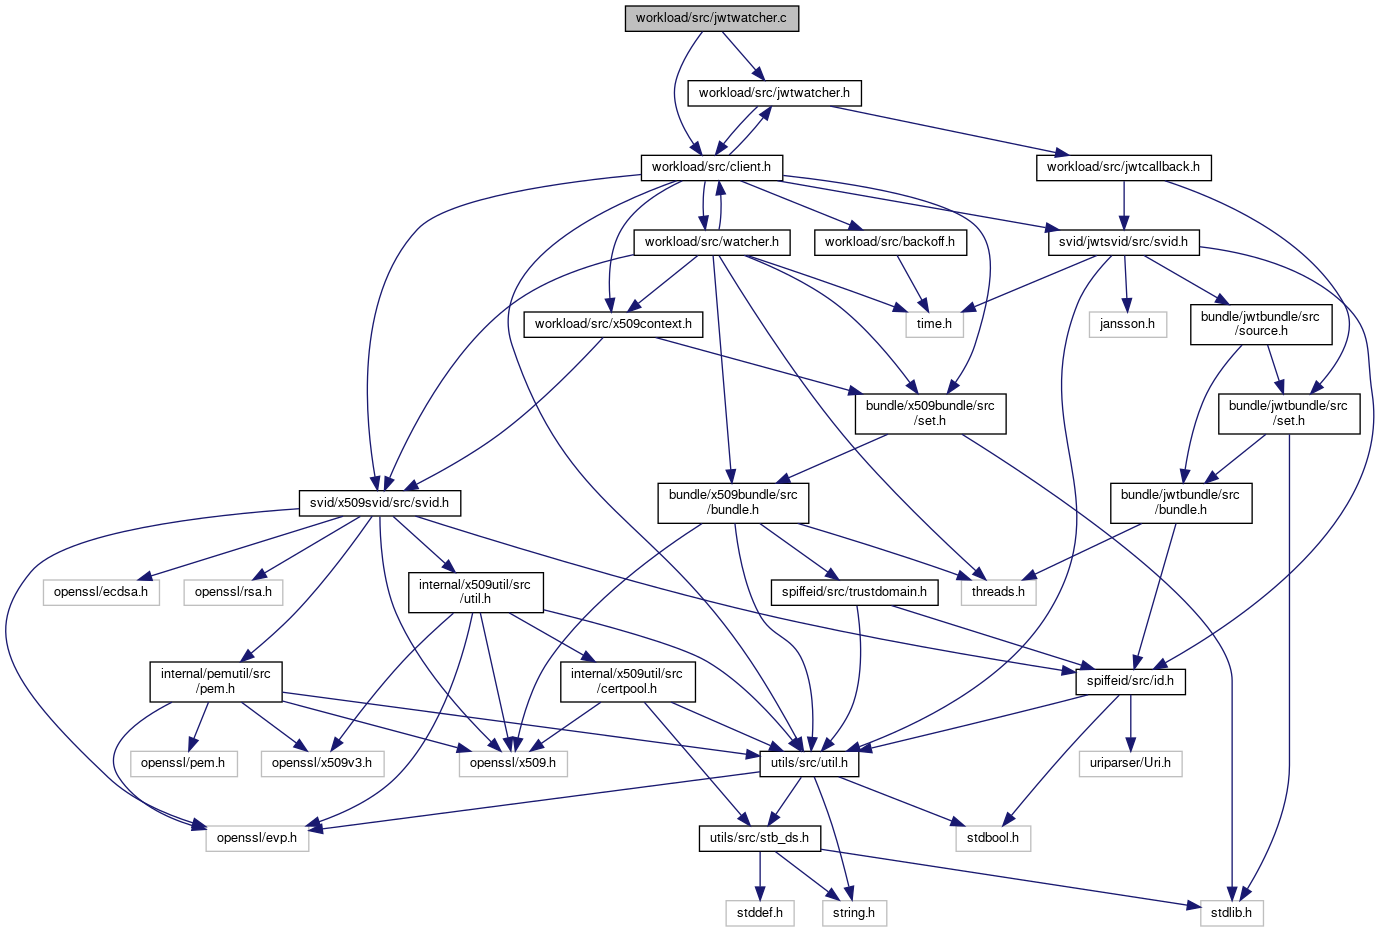 workload/src/jwtwatcher.c
workload/src/jwtwatcher.h
workload/src/client.h
workload/src/jwtcallback.h
workload/src/watcher.h
workload/src/backoff.h
svid/jwtsvid/src/svid.h
workload/src/x509context.h
time.h
jansson.h
bundle/jwtbundle/src
/source.h
bundle/x509bundle/src
/set.h
bundle/jwtbundle/src
/set.h
svid/x509svid/src/svid.h
bundle/x509bundle/src
/bundle.h
bundle/jwtbundle/src
/bundle.h
openssl/ecdsa.h
openssl/rsa.h
internal/x509util/src
/util.h
spiffeid/src/trustdomain.h
threads.h
internal/pemutil/src
/pem.h
internal/x509util/src
/certpool.h
spiffeid/src/id.h
openssl/pem.h
openssl/x509v3.h
openssl/x509.h
utils/src/util.h
uriparser/Uri.h
openssl/evp.h
utils/src/stb_ds.h
stdbool.h
stddef.h
string.h
stdlib.h